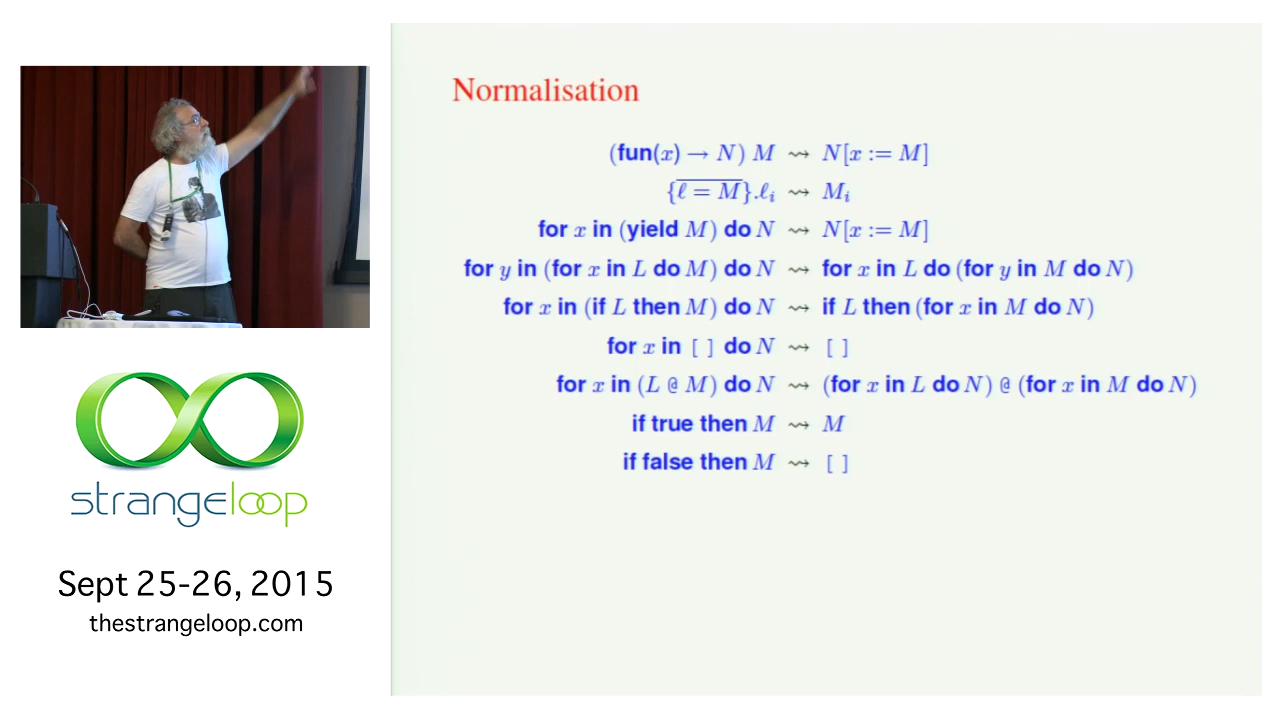 Normalisation
(fun(x) → N) M ⇝ N[x := M]
{ℓ = M}.ℓᵢ ⇝ Mᵢ
for x in (yield M) do N ⇝ N[x := M]
for y in (for x in L do M) do N ⇝ for x in L do (for y in M do N)
for x in (if L then M) do N ⇝ if L then (for x in M do N)
for x in [ ] do N ⇝ [ ]
for x in (L @ M) do N ⇝ (for x in L do N) @ (for x in M do N)
if true then M ⇝ M
if false then M ⇝ [ ]
strangeloop
Sept 25-26, 2015
thestrangeloop.com